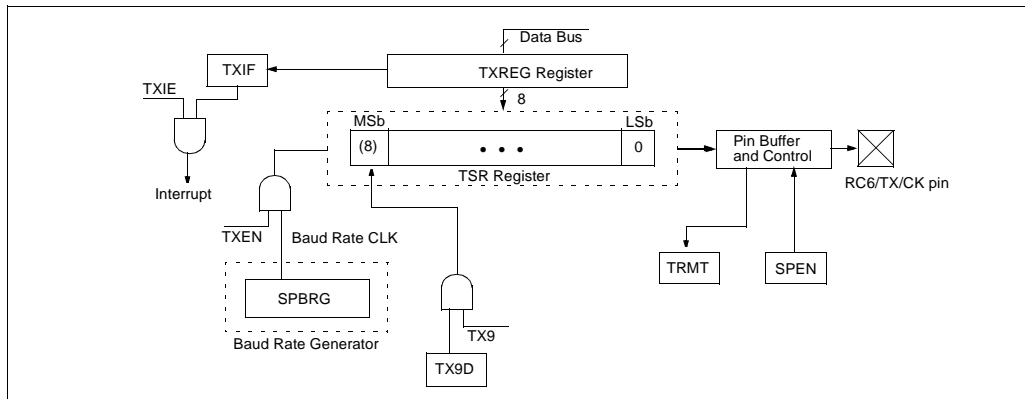 Data Bus
TXIF
TXREG Register
TXIE
8
MSb
LSb
(8)
• • •
0
Pin Buffer
and Control
TSR Register
Interrupt
RC6/TX/CK pin
TXEN
Baud Rate CLK
TRMT
SPEN
SPBRG
TX9
Baud Rate Generator
TX9D